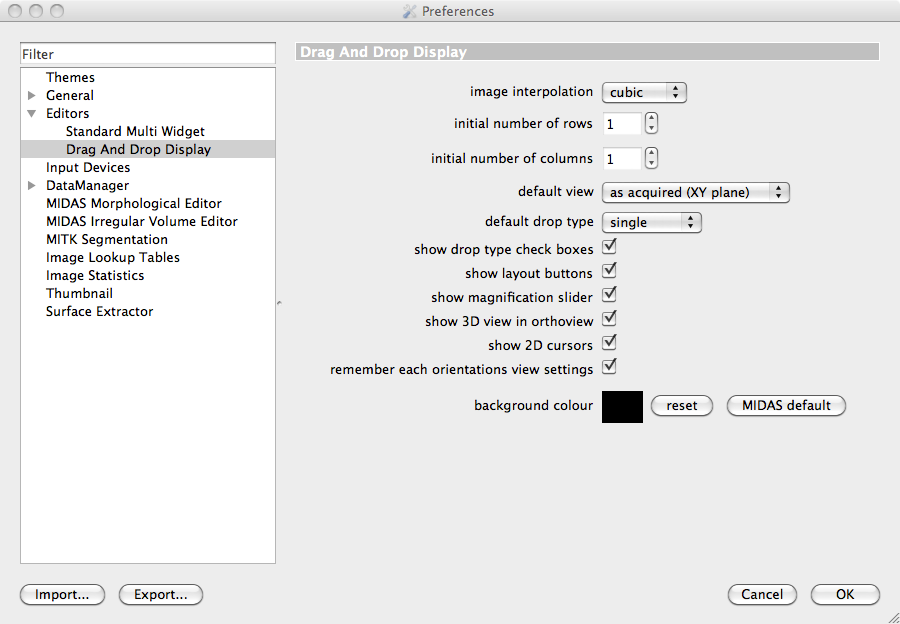 Preferences
Filter
Themes
General
Editors
Standard Multi Widget
Drag And Drop Display
Input Devices
DataManager
MIDAS Morphological Editor
MIDAS Irregular Volume Editor
MITK Segmentation
Image Lookup Tables
Image Statistics
Thumbnail
Surface Extractor
Drag And Drop Display
image interpolation cubic
initial number of rows 1
initial number of columns 1
default view as acquired (XY plane)
default drop type single
show drop type check boxes
show layout buttons
show magnification slider
show 3D view in orthoview
show 2D cursors
remember each orientations view settings
background colour reset MIDAS default
Import... Export... Cancel OK